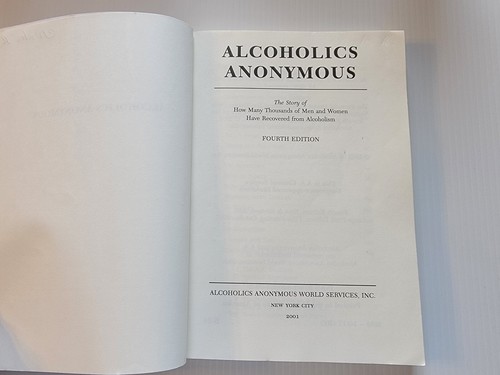 ALCOHOLICS
ANONYMOUS
The Story of
How Many Thousands of Men and Women
Have Recovered from Alcoholism
FOURTH EDITION
ALCOHOLICS ANONYMOUS WORLD SERVICES, INC.
NEW YORK CITY
2001